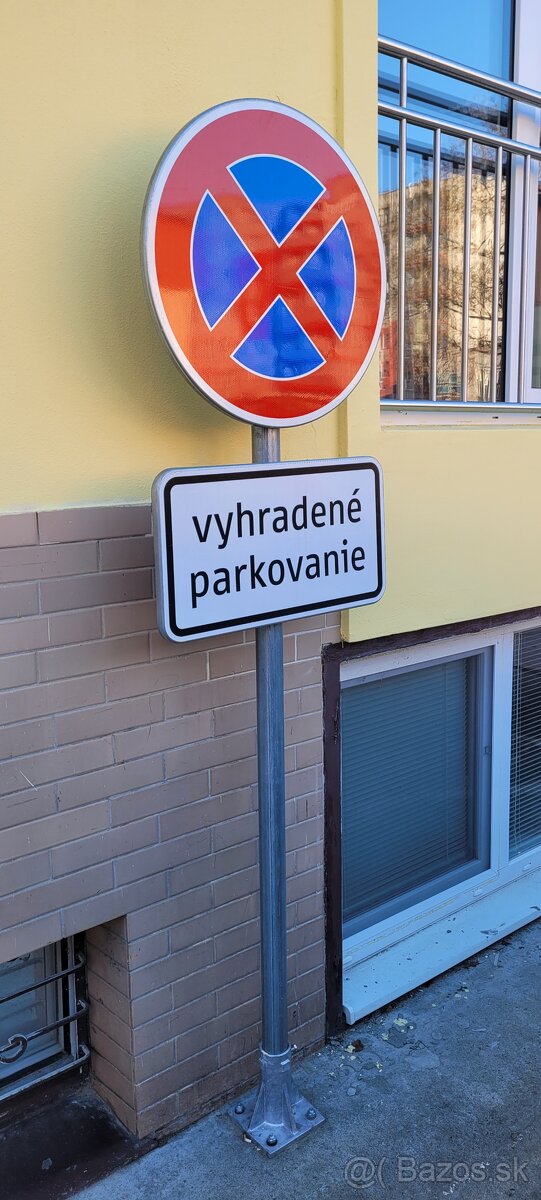 vyhradené
parkovanie
@( Bazos.sk